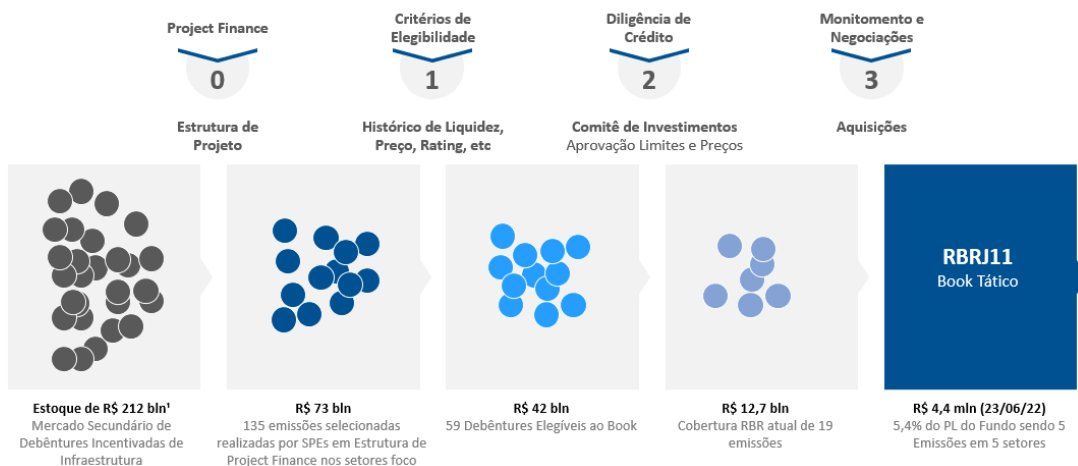 Project Finance
0
Estrutura de
Projeto
Critérios de
Elegibilidade
1
Histórico de Liquidez,
Preço, Rating, etc
Diligência de
Crédito
2
Comitê de Investimentos
Aprovação Limites e Preços
Monitomento e
Negociações
3
Aquisições
RBRJ11
Book Tático
Estoque de R$ 212 bln¹
Mercado Secundário de
Debêntures Incentivadas de
Infraestrutura
R$ 73 bln
135 emissões selecionadas
realizadas por SPEs em Estrutura de
Project Finance nos setores foco
R$ 42 bln
59 Debêntures Elegíveis ao Book
R$ 12,7 bln
Cobertura RBR atual de 19
emissões
R$ 4,4 mln (23/06/22)
5,4% do PL do Fundo sendo 5
Emissões em 5 setores